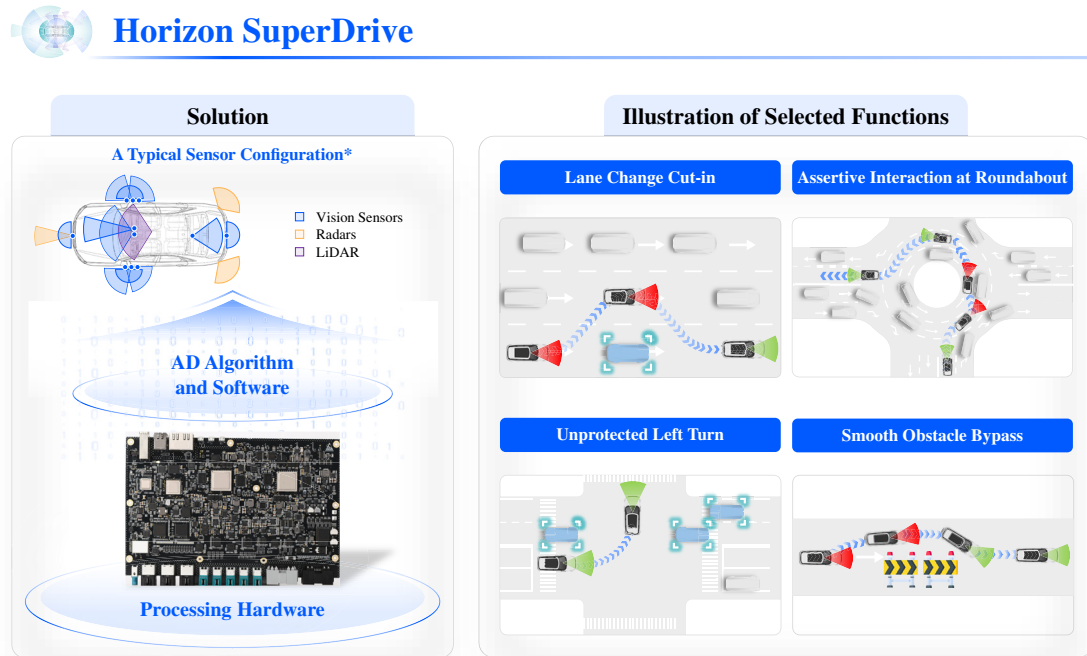 Horizon SuperDrive
Solution
A Typical Sensor Configuration*
Vision Sensors
Radars
LiDAR
AD Algorithm
and Software
Processing Hardware
Illustration of Selected Functions
Lane Change Cut-in
Assertive Interaction at Roundabout
Unprotected Left Turn
Smooth Obstacle Bypass